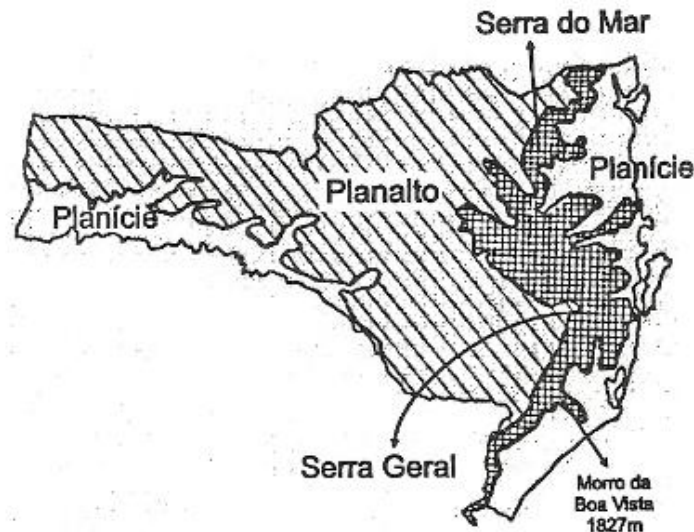 Serra do Mar
Planície
Planalto
Planície
Serra Geral
Morro da
Boa Vista
1827m